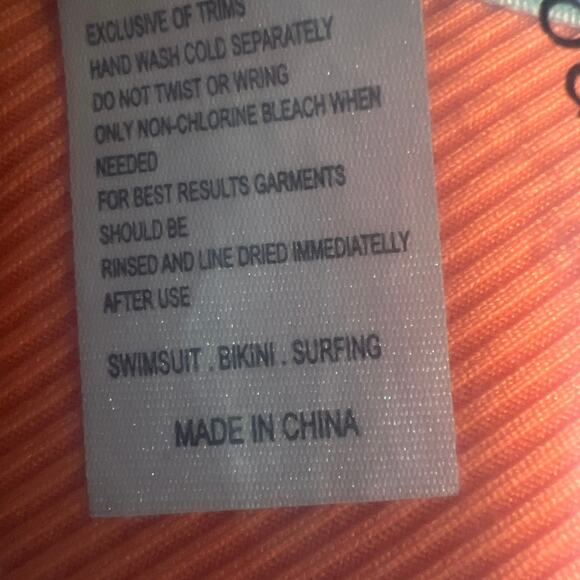 EXCLUSIVE OF TRIMS
HAND WASH COLD SEPARATELY
DO NOT TWIST OR WRING
ONLY NON-CHLORINE BLEACH WHEN
NEEDED
FOR BEST RESULTS GARMENTS
SHOULD BE
RINSED AND LINE DRIED IMMEDIATELLY
AFTER USE
SWIMSUIT . BIKINI . SURFING
MADE IN CHINA